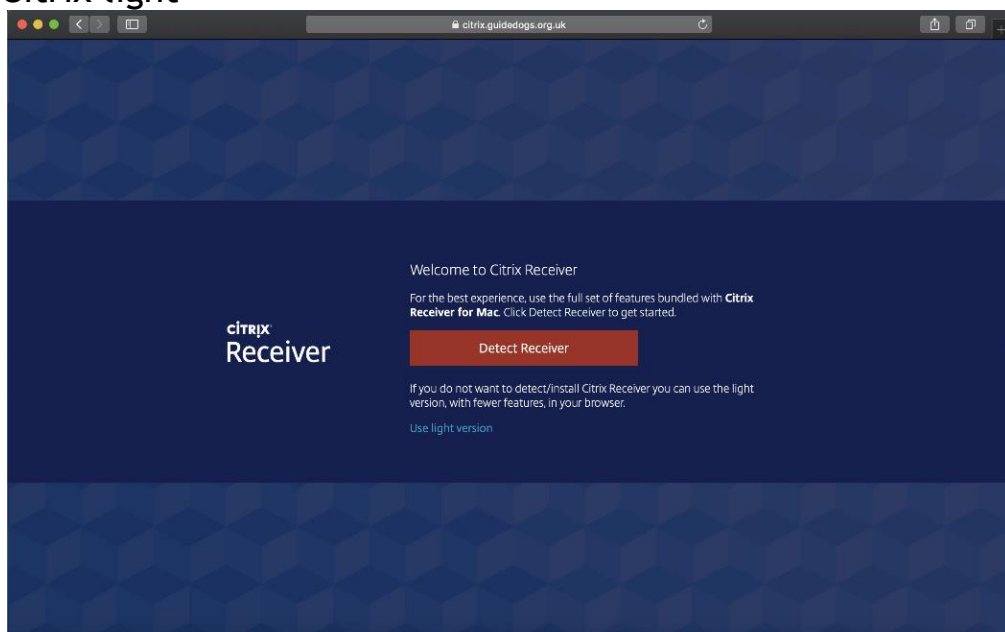 Citrix light
citrix.guidedogs.org.uk
Welcome to Citrix Receiver
For the best experience, use the full set of features bundled with Citrix
Receiver for Mac. Click Detect Receiver to get started.
CİTRIX
Receiver
Detect Receiver
If you do not want to detect/install Citrix Receiver you can use the light
version, with fewer features, in your browser.
Use light version